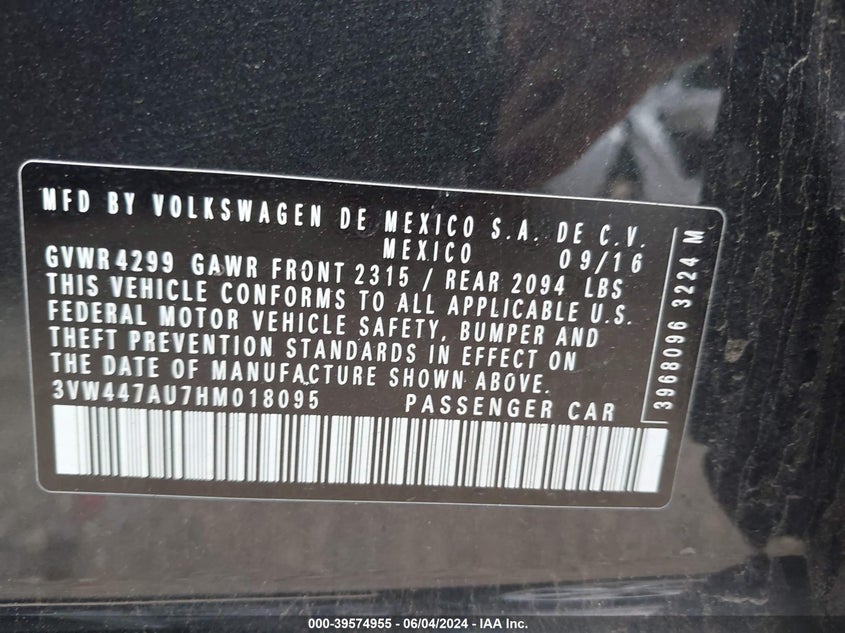 MFD BY VOLKSWAGEN DE MEXICO S.A. DE C.V.
MEXICO 09/16
GVWR 4299 GAWR FRONT 2315 / REAR 2094 LBS
THIS VEHICLE CONFORMS TO ALL APPLICABLE U.S.
FEDERAL MOTOR VEHICLE SAFETY, BUMPER AND
THEFT PREVENTION STANDARDS IN EFFECT ON
THE DATE OF MANUFACTURE SHOWN ABOVE.
3VW447AU7HM018095 PASSENGER CAR
3968096 3224 M
000-39574955 - 06/04/2024 - IAA Inc.